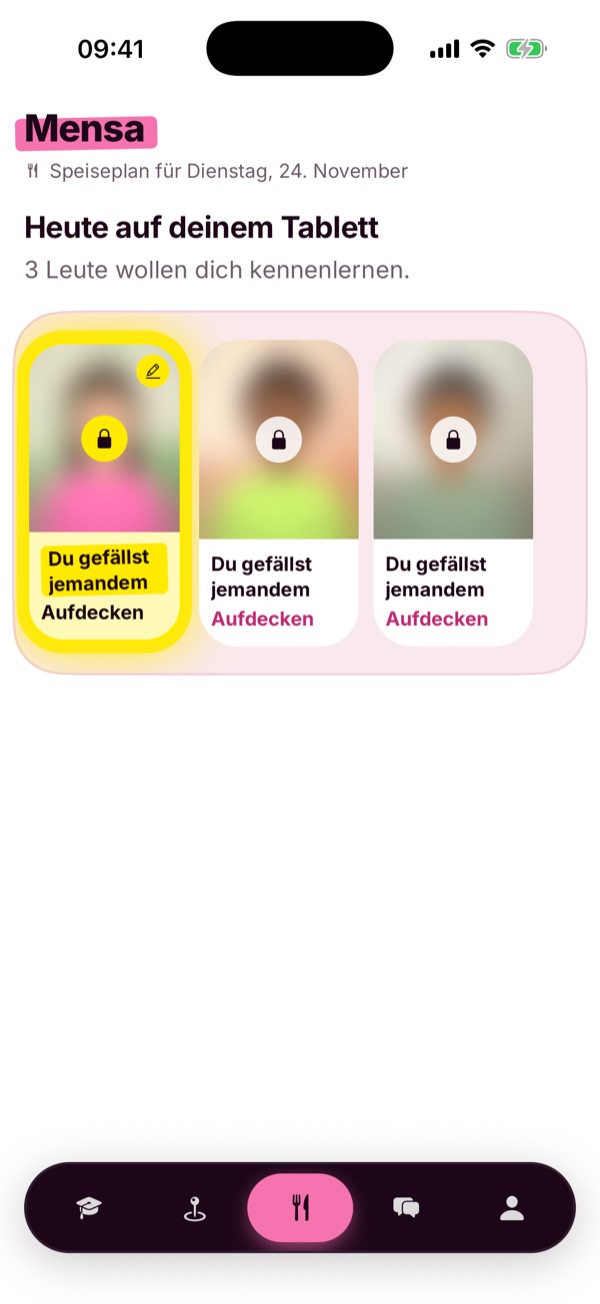 09:41
Mensa
Speiseplan für Dienstag, 24. November
Heute auf deinem Tablett
3 Leute wollen dich kennenlernen.
Du gefällst
jemandem
Aufdecken
Du gefällst
jemandem
Aufdecken
Du gefällst
jemandem
Aufdecken